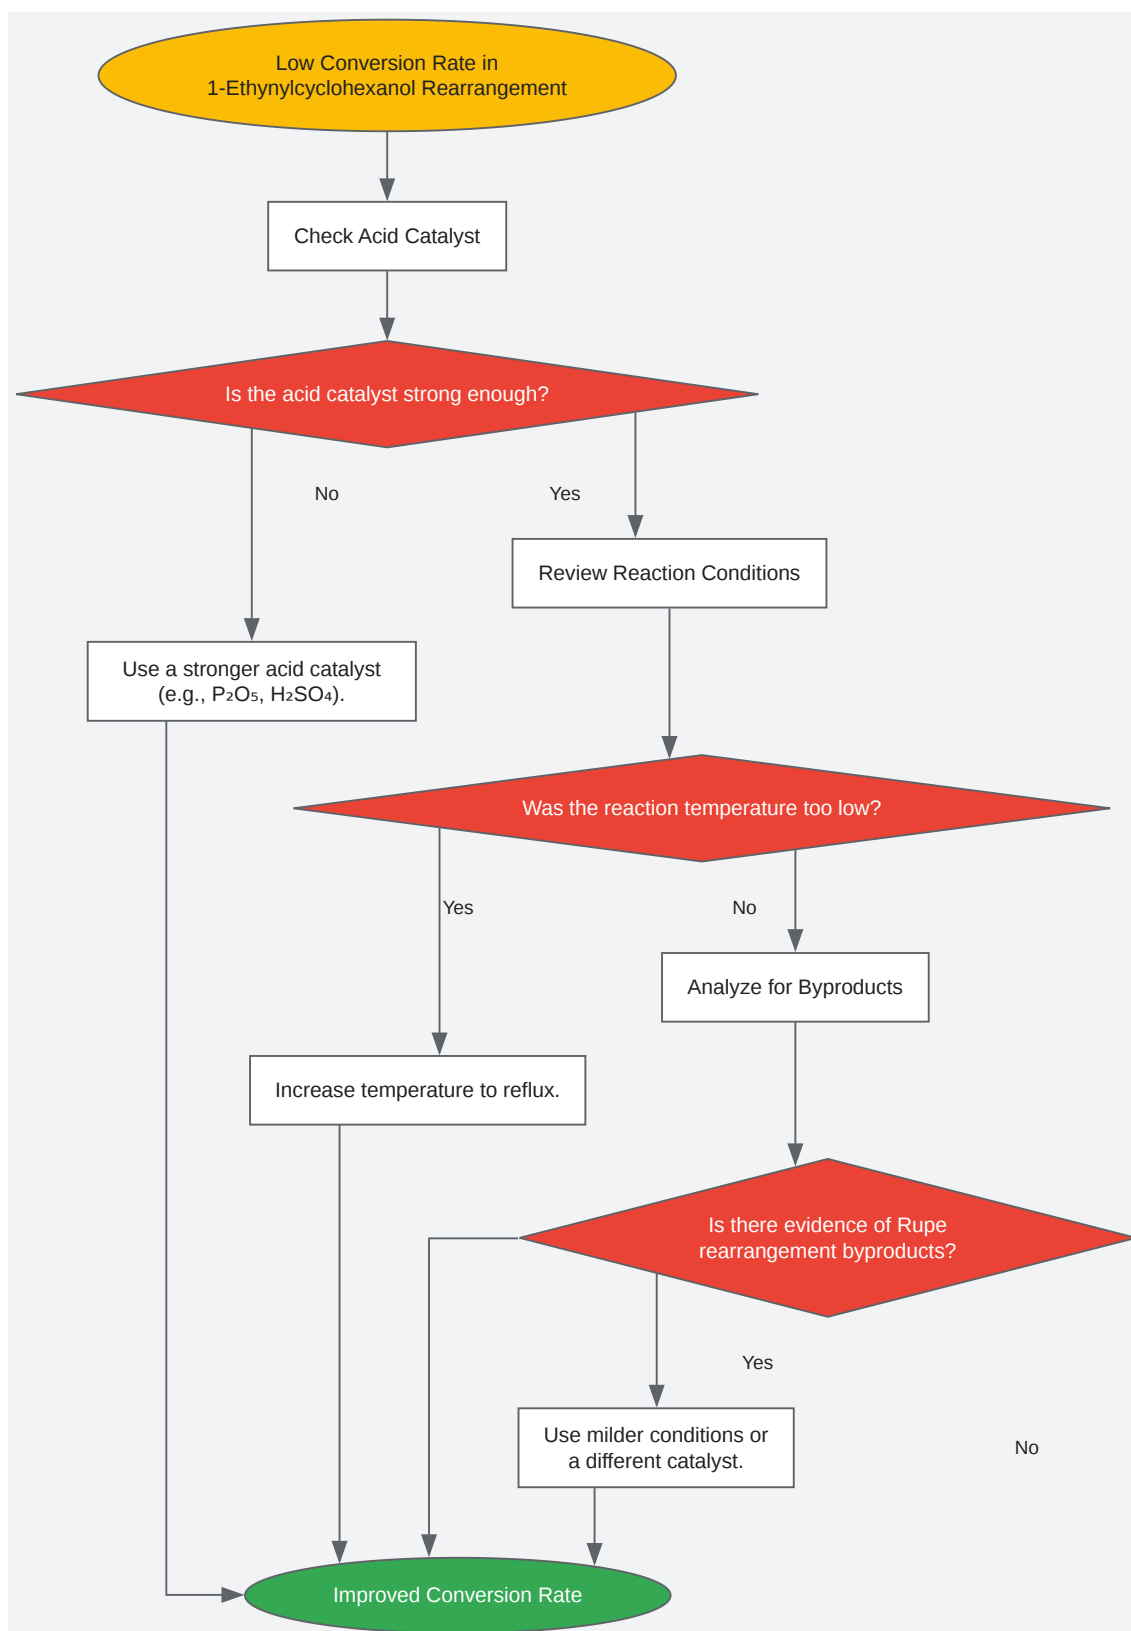 Low Conversion Rate in
1-Ethynylcyclohexanol Rearrangement
Check Acid Catalyst
Is the acid catalyst strong enough?
No
Yes
Review Reaction Conditions
Use a stronger acid catalyst
(e.g., P₂O₅, H₂SO₄).
Was the reaction temperature too low?
Yes
No
Analyze for Byproducts
Increase temperature to reflux.
Is there evidence of Rupe
rearrangement byproducts?
Yes
Use milder conditions or
a different catalyst.
No
Improved Conversion Rate